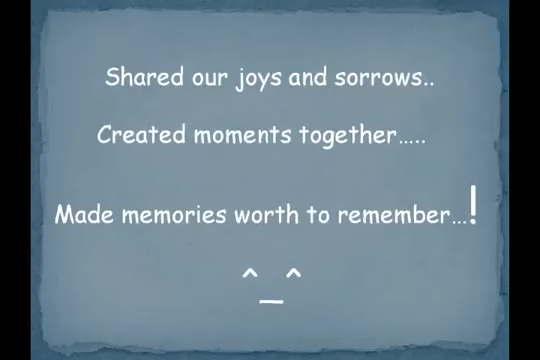 Shared our joys and sorrows..
Created moments together.....
Made memories worth to remember...!
^_^